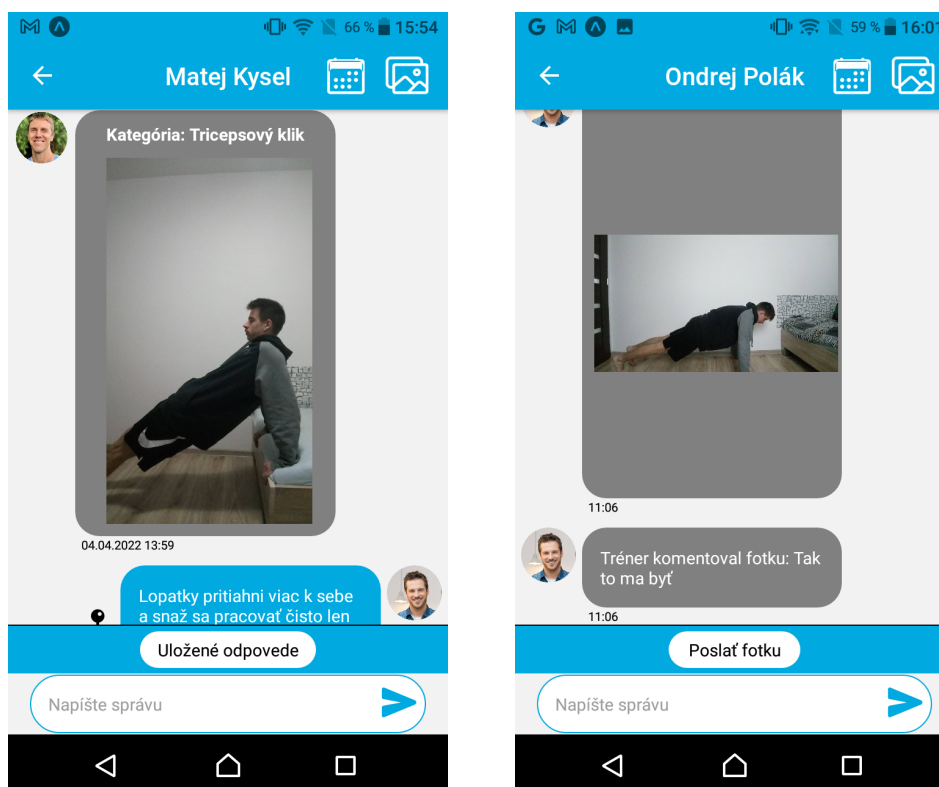 66 % 15:54
Matej Kysel
Kategória: Tricepsový klik
04.04.2022 13:59
Lopatky pritiahni viac k sebe
a snaž sa pracovať čisto len
Uložené odpovede
Napíšte správu
G 59 % 16:01
Ondrej Polák
11:06
Tréner komentoval fotku: Tak
to ma byť
11:06
Poslať fotku
Napíšte správu